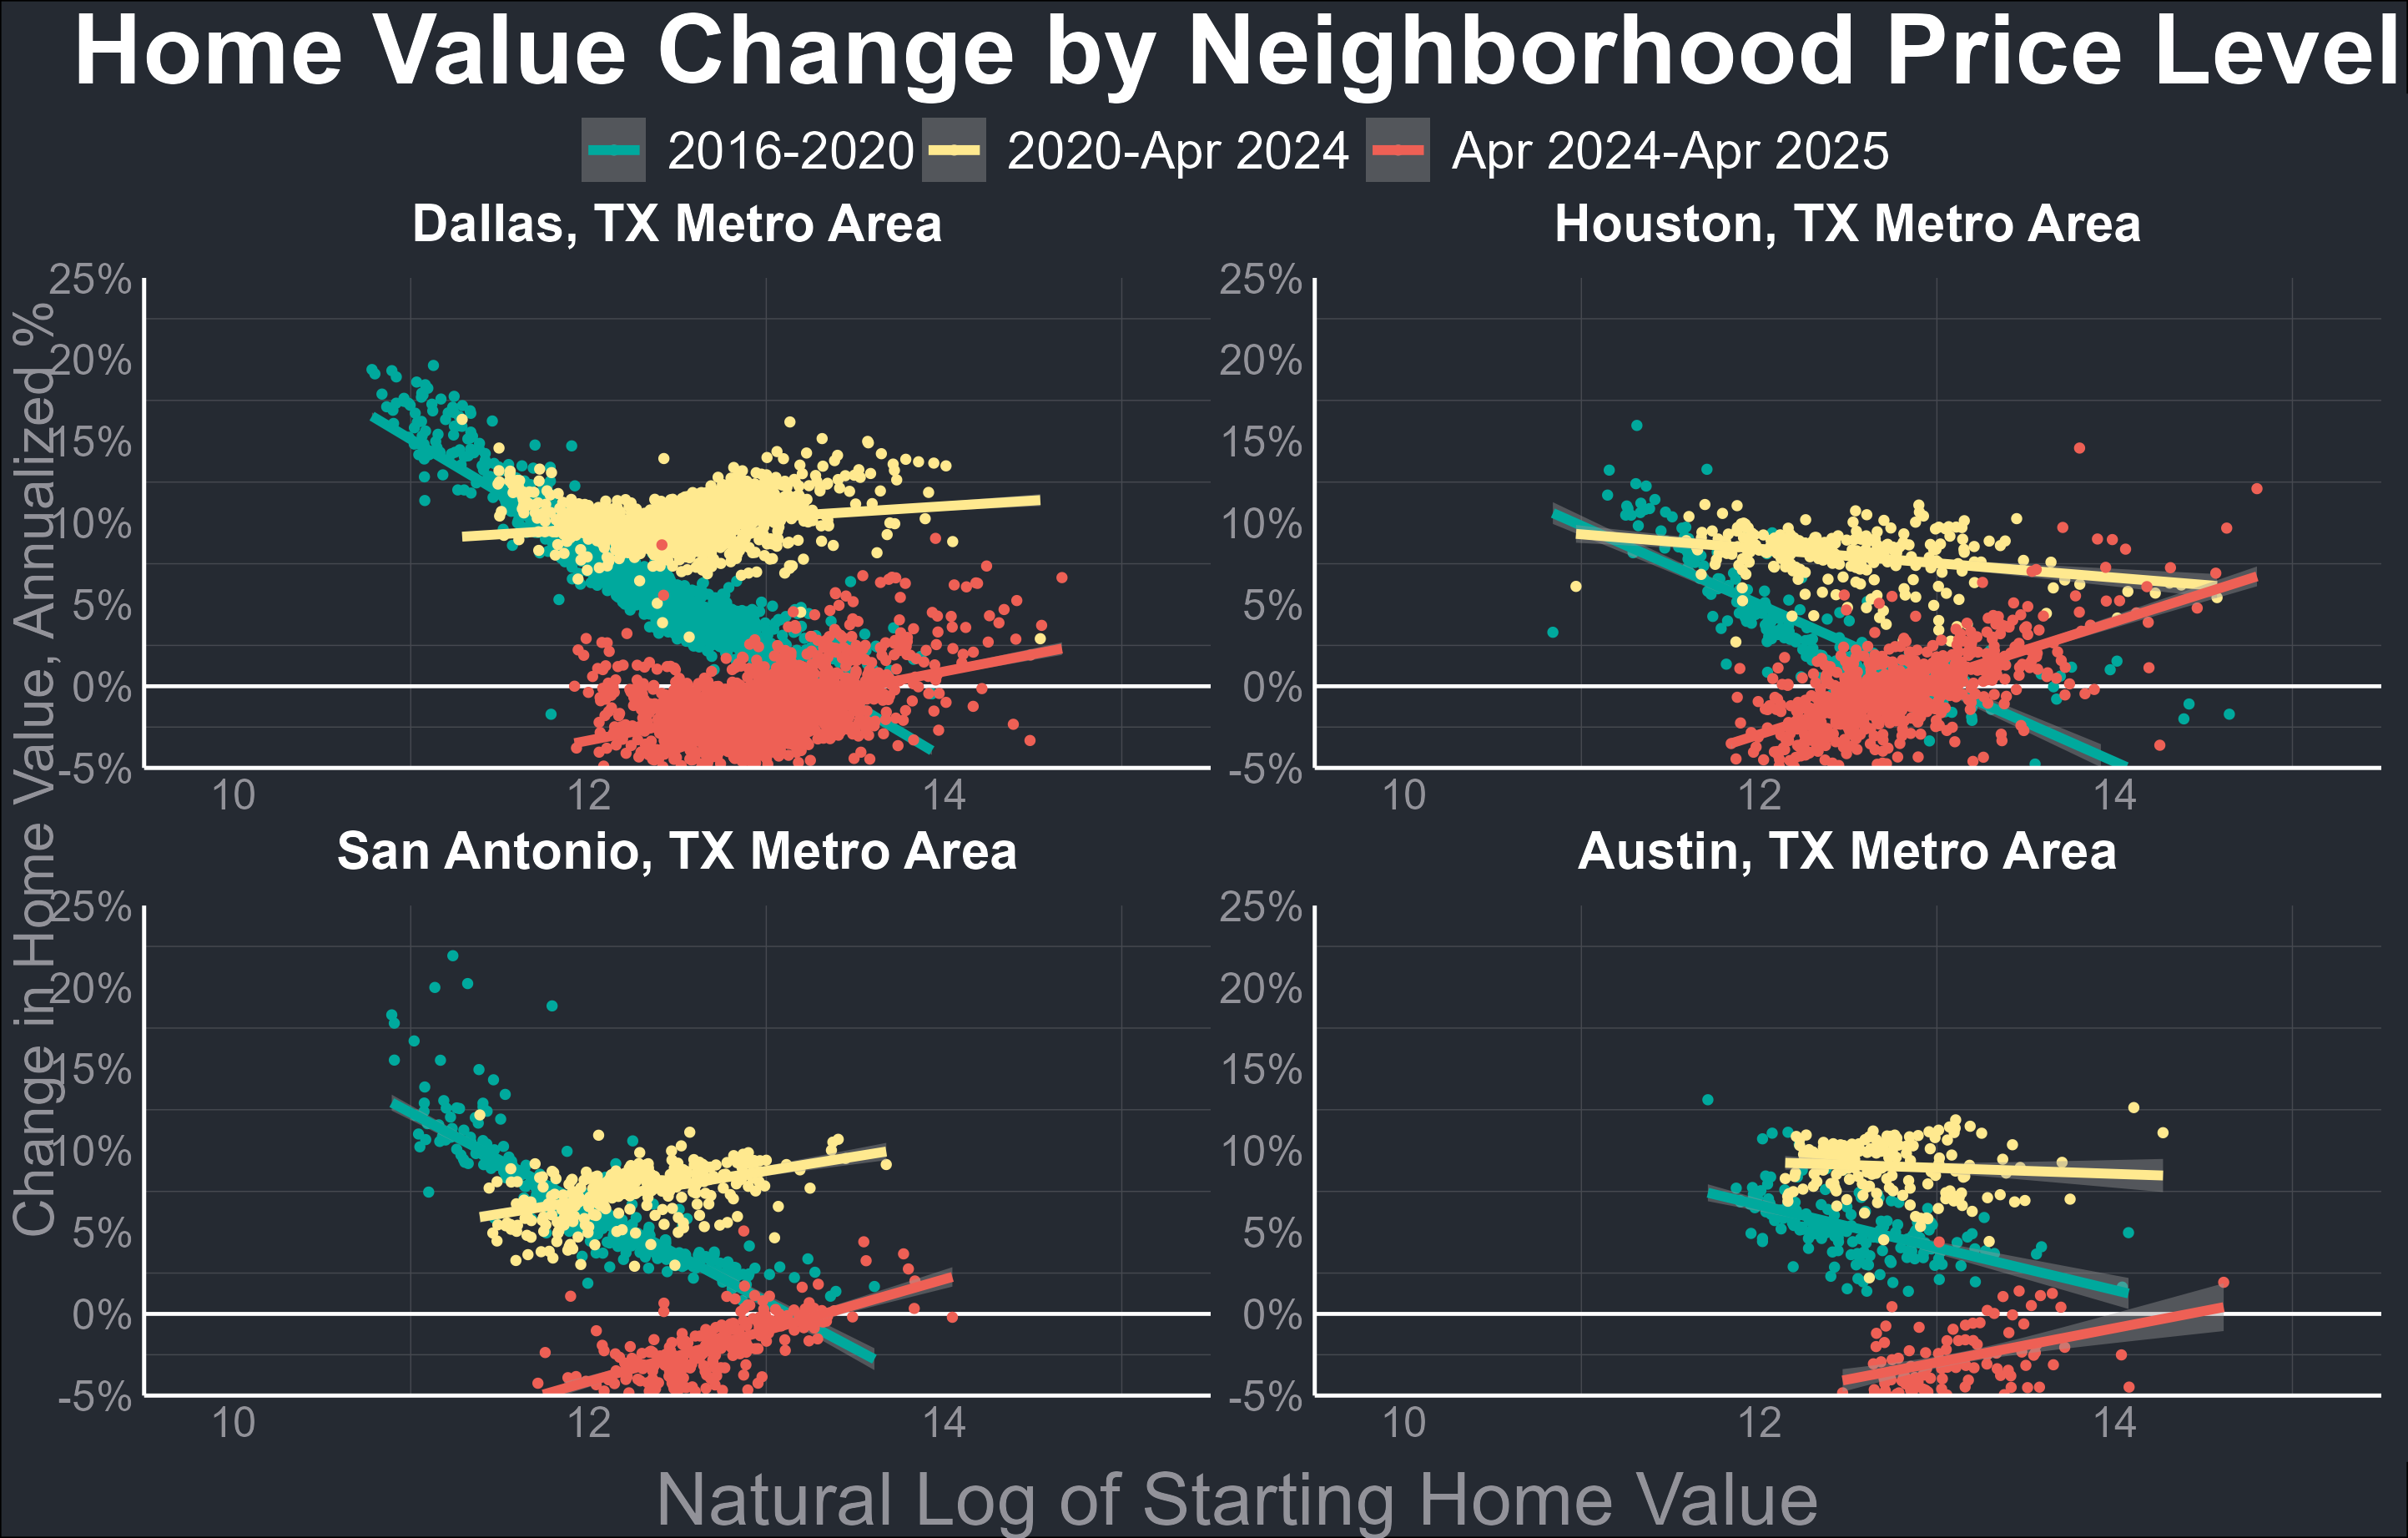 Home Value Change by Neighborhood Price Level
2016-2020 2020-Apr 2024 Apr 2024-Apr 2025
Change in Home Value, Annualized %
Dallas, TX Metro Area
25%
20%
15%
10%
5%
0%
-5%
10 12 14
Houston, TX Metro Area
25%
20%
15%
10%
5%
0%
-5%
10 12 14
San Antonio, TX Metro Area
25%
20%
15%
10%
5%
0%
-5%
10 12 14
Austin, TX Metro Area
25%
20%
15%
10%
5%
0%
-5%
10 12 14
Natural Log of Starting Home Value